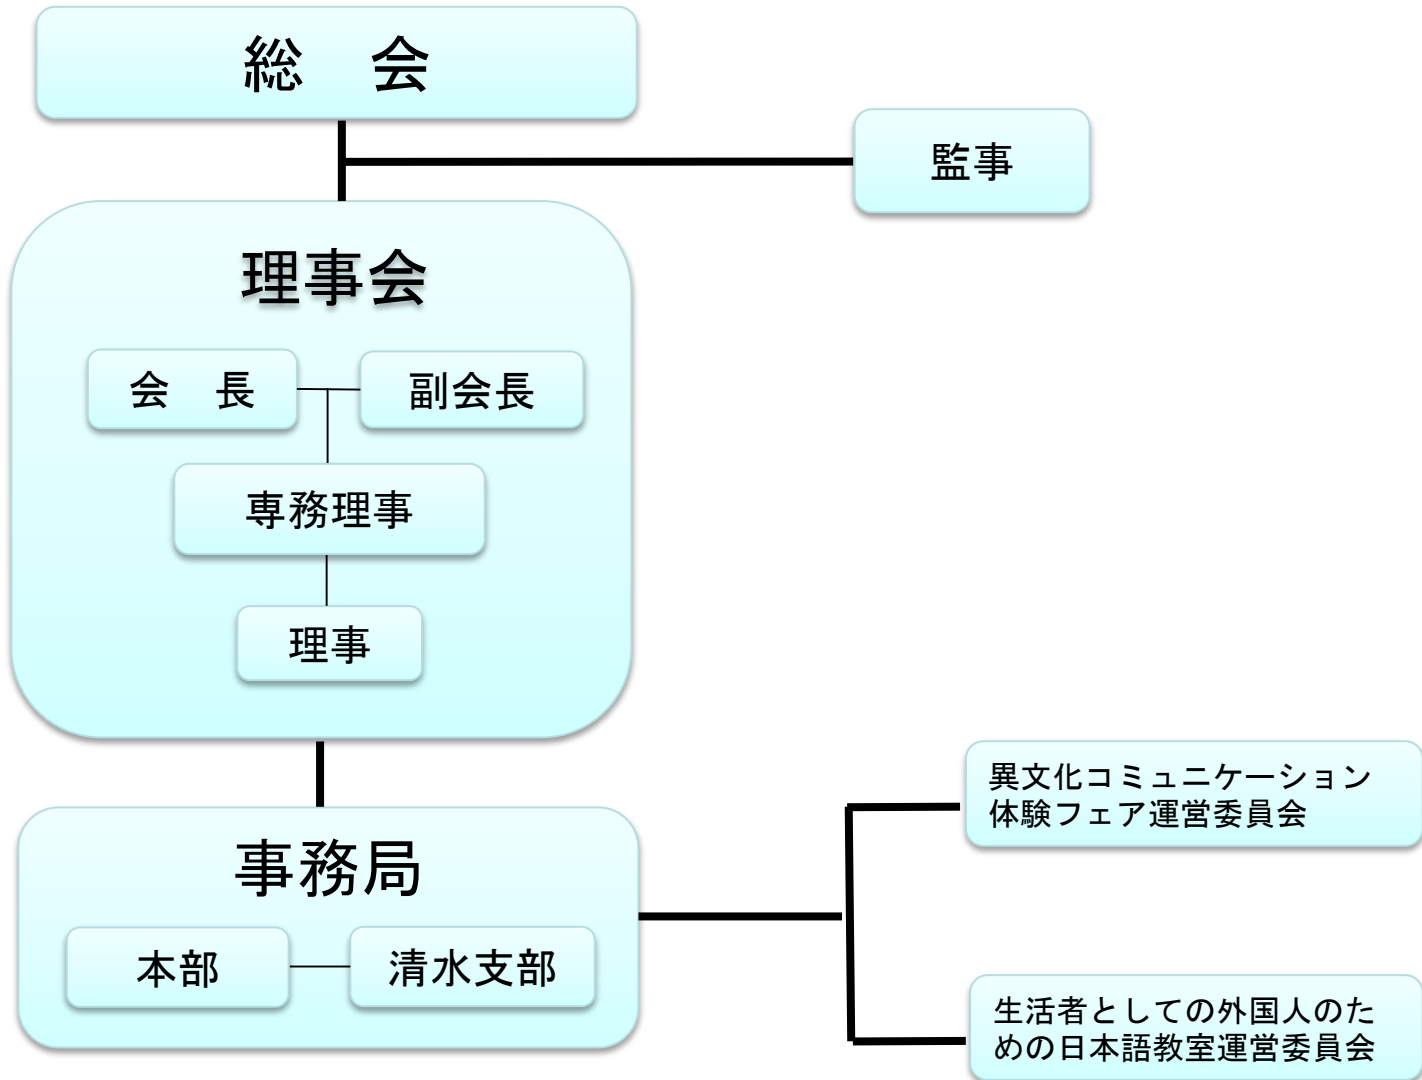 総　会
監事
理事会
会　長
副会長
専務理事
理事
事務局
本部
清水支部
異文化コミュニケーション
体験フェア運営委員会
生活者としての外国人のた
めの日本語教室運営委員会